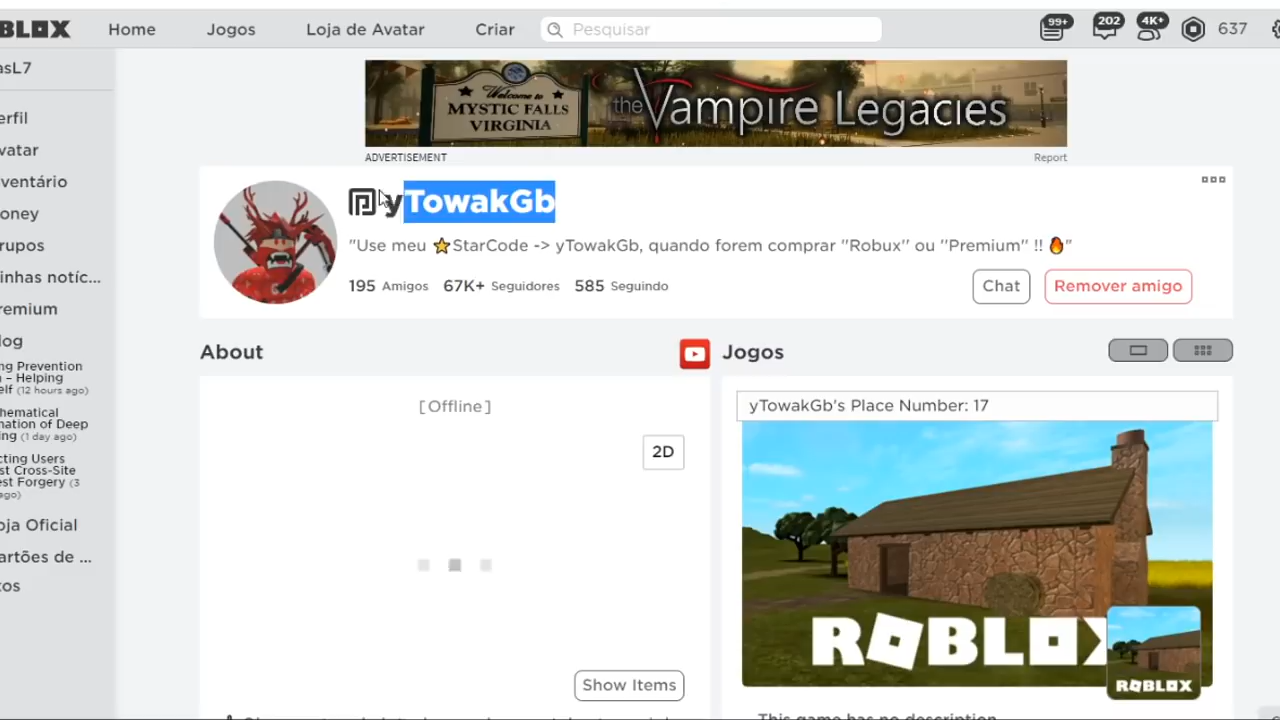 BLOX Home Jogos Loja de Avatar Criar Pesquisar 99+ 202 4K+ 637
asL7
erfil
vatar
ventário
oney
rupos
inhas notíc...
remium
log
ng Prevention
– Helping
elf (12 hours ago)
hematical
nation of Deep
ing (1 day ago)
cting Users
st Cross-Site
est Forgery (3
ago)
oja Oficial
artões de ...
tos
Welcome to
MYSTIC FALLS
VIRGINIA
the Vampire Legacies
ADVERTISEMENT Report
yTowakGb
"Use meu ⭐StarCode -> yTowakGb, quando forem comprar "Robux" ou "Premium" !! 🔥"
195 Amigos 67K+ Seguidores 585 Seguindo
Chat Remover amigo
About
[ Offline ]
2D
Show Items
Jogos
yTowakGb's Place Number: 17
ROBLOX
ROBLOX
This game has no description